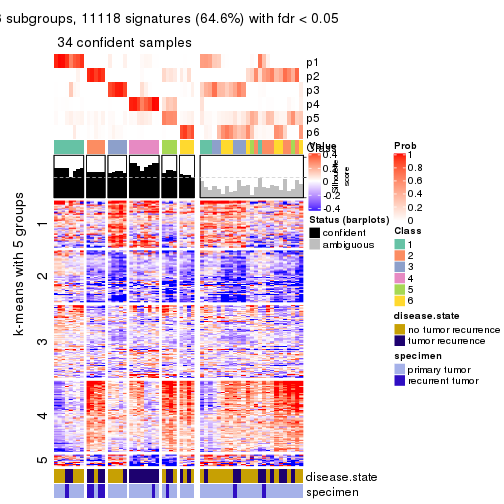 6 subgroups, 11118 signatures (64.6%) with fdr < 0.05
34 confident samples
p1
p2
p3
p4
p5
p6
Class
Value
0.4
0.2
0
-0.2
-0.4
Silhouette
score
Status (barplots)
confident
ambiguous
Prob
1
0.8
0.6
0.4
0.2
0
Class
1
2
3
4
5
6
disease.state
no tumor recurrence
tumor recurrence
specimen
primary tumor
recurrent tumor
k-means with 5 groups
1
2
3
4
5
disease.state
specimen